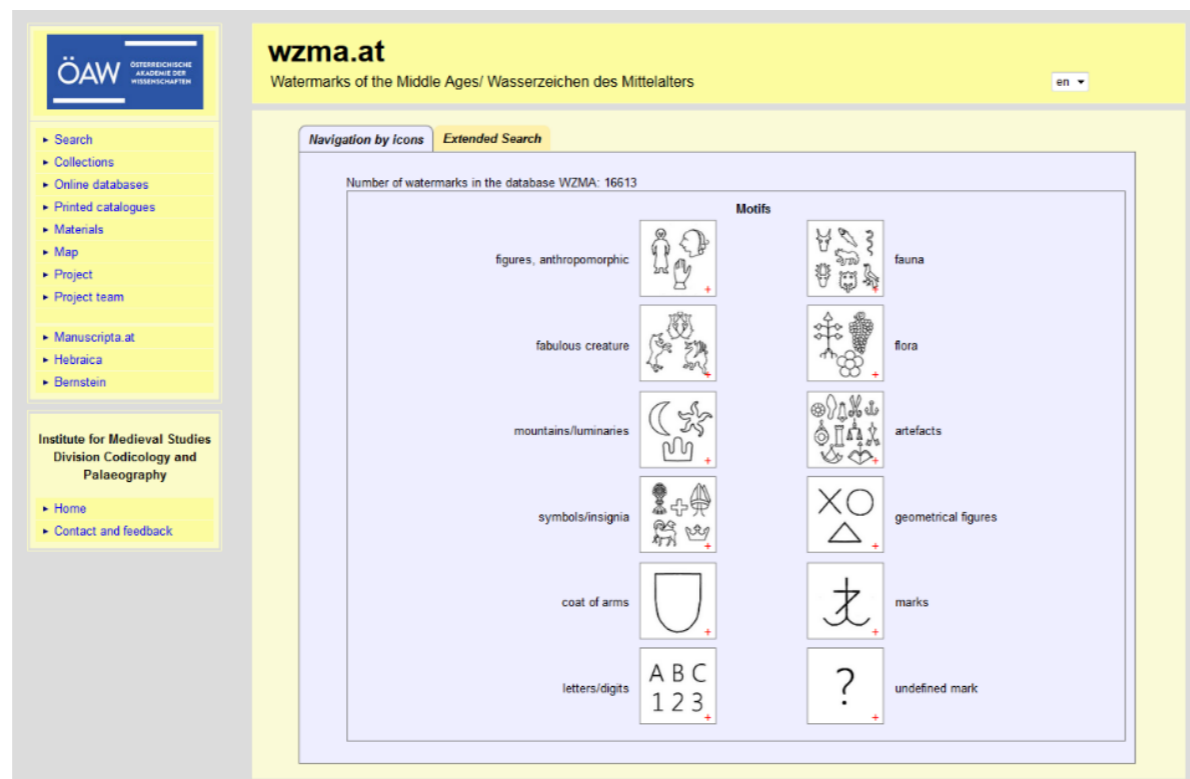 ÖAW
ÖSTERREICHISCHE
AKADEMIE DER
WISSENSCHAFTEN
Search
Collections
Online databases
Printed catalogues
Materials
Map
Project
Project team
Manuscripta.at
Hebraica
Bernstein
Institute for Medieval Studies
Division Codicology and
Palaeography
Home
Contact and feedback
wzma.at
Watermarks of the Middle Ages/ Wasserzeichen des Mittelalters
en
Navigation by icons Extended Search
Number of watermarks in the database WZMA: 16613
Motifs
figures, anthropomorphic fauna
fabulous creature flora
mountains/luminaries artefacts
symbols/insignia geometrical figures
coat of arms marks
letters/digits A B C ? undefined mark
1 2 3